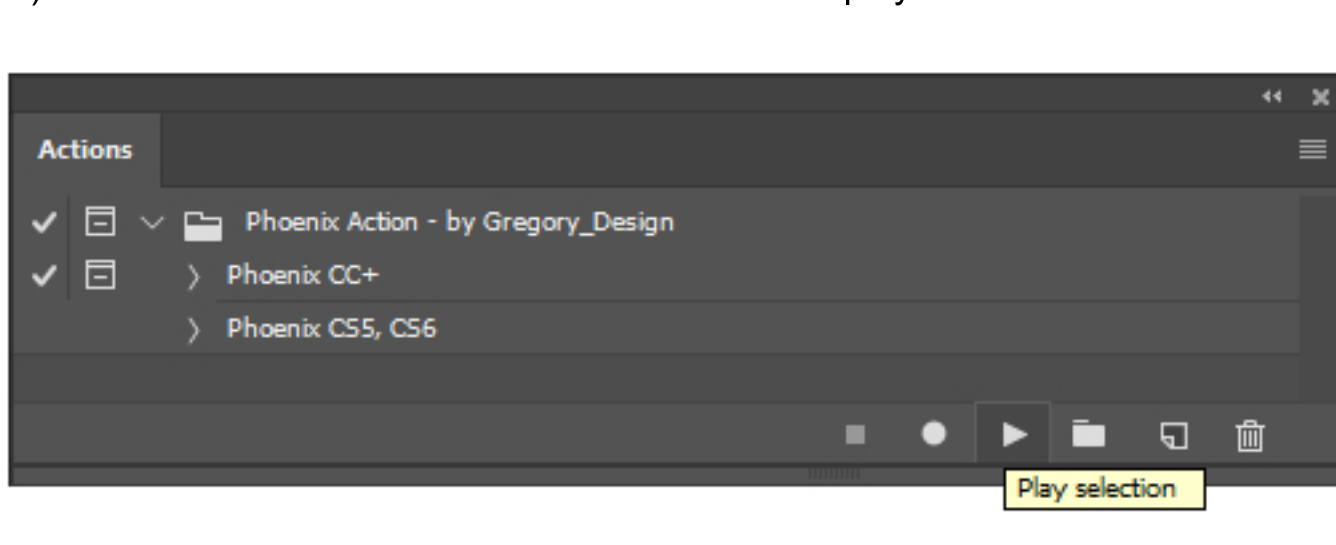 Actions
Phoenix Action - by Gregory_Design
Phoenix CC+
Phoenix CS5, CS6
Play selection